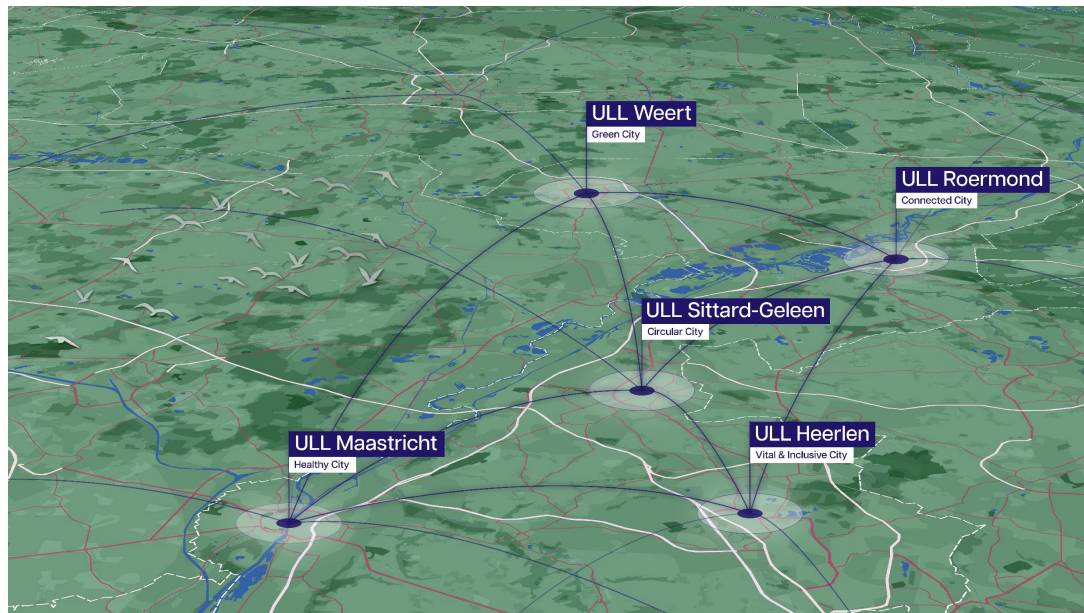 ULL Weert
Green City
ULL Roermond
Connected City
ULL Sittard-Geleen
Circular City
ULL Maastricht
Healthy City
ULL Heerlen
Vital & Inclusive City